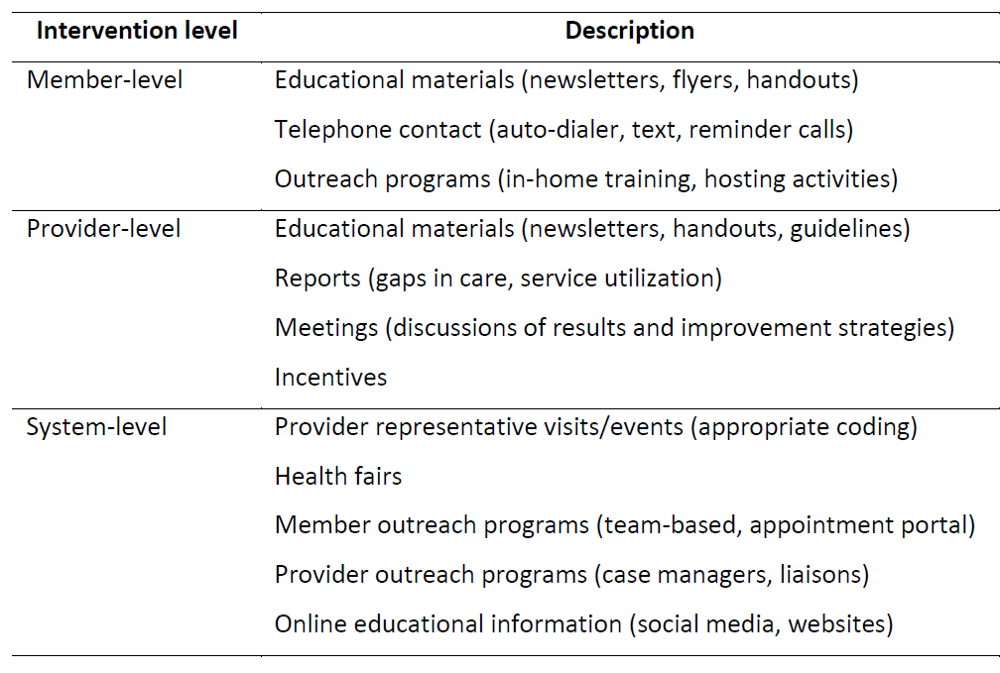 Intervention level Description
Member-level Educational materials (newsletters, flyers, handouts)
Telephone contact (auto-dialer, text, reminder calls)
Outreach programs (in-home training, hosting activities)
Provider-level Educational materials (newsletters, handouts, guidelines)
Reports (gaps in care, service utilization)
Meetings (discussions of results and improvement strategies)
Incentives
System-level Provider representative visits/events (appropriate coding)
Health fairs
Member outreach programs (team-based, appointment portal)
Provider outreach programs (case managers, liaisons)
Online educational information (social media, websites)